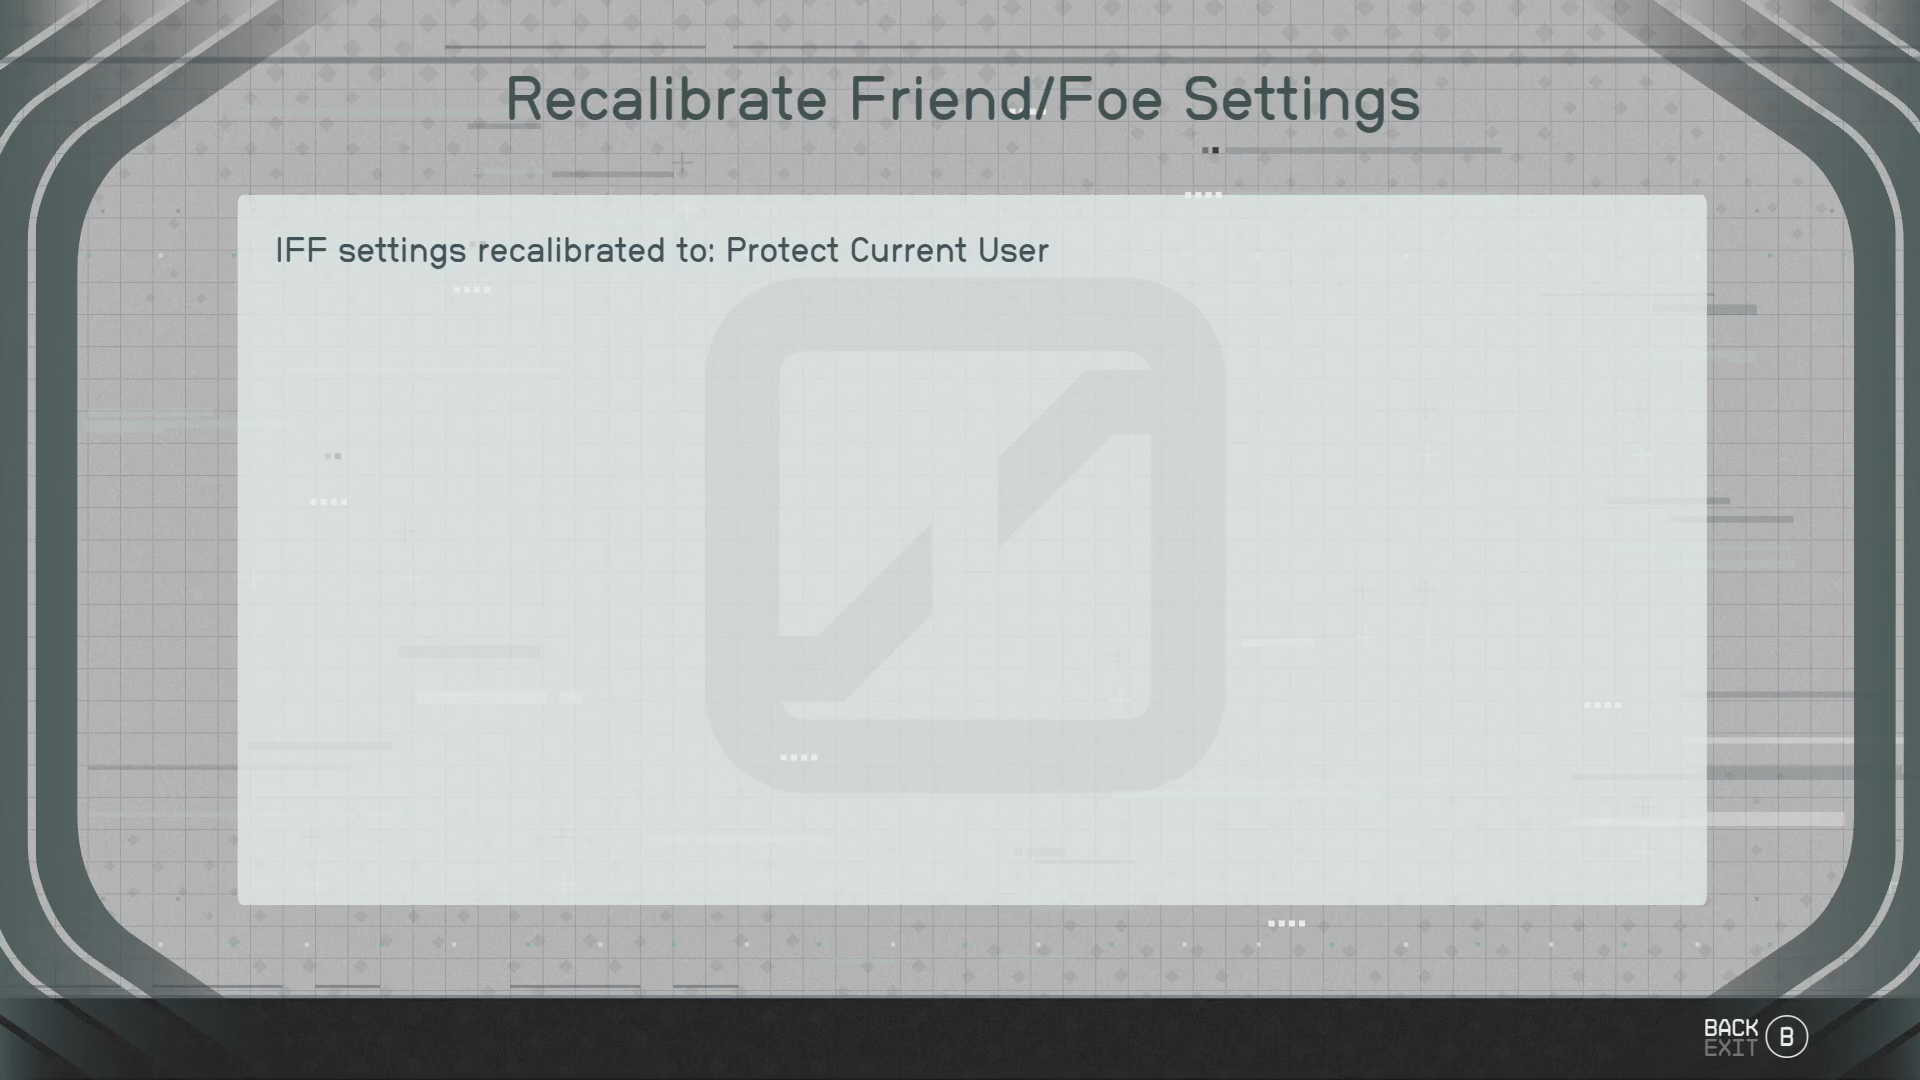 Recalibrate Friend/Foe Settings
IFF settings recalibrated to: Protect Current User
BACK
EXIT
B